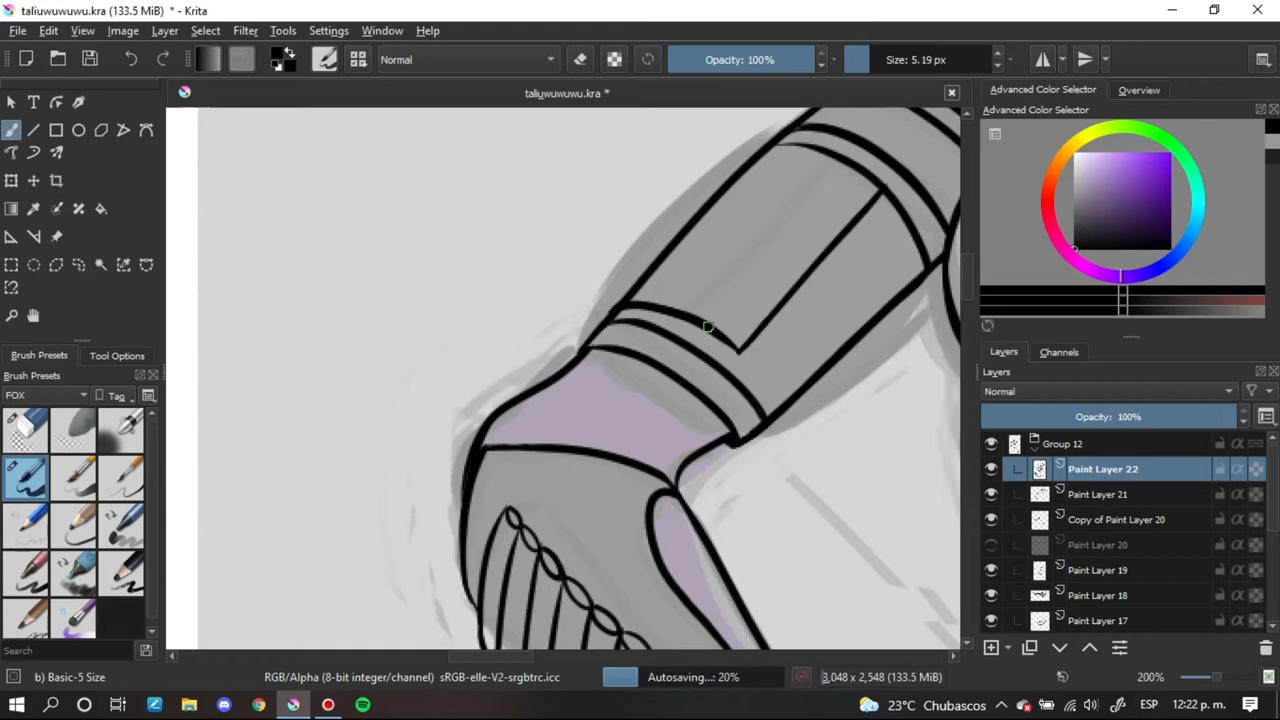 taliuwuwuwu.kra (133.5 MiB) * - Krita
File Edit View Image Layer Select Filter Tools Settings Window Help
Normal Opacity: 100% Size: 5.19 px
taliuwuwuwu.kra *
Advanced Color Selector Overview
Advanced Color Selector
Brush Presets Tool Options
Brush Presets
FOX Tag
Search
Layers Channels
Layers
Normal
Opacity: 100%
Group 12
Paint Layer 22
Paint Layer 21
Copy of Paint Layer 20
Paint Layer 20
Paint Layer 19
Paint Layer 18
Paint Layer 17
b) Basic-5 Size RGB/Alpha (8-bit integer/channel) sRGB-elle-V2-srgbtrc.icc Autosaving...: 20% 3,048 x 2,548 (133.5 MiB) 200%
23°C Chubascos ESP 12:22 p. m.